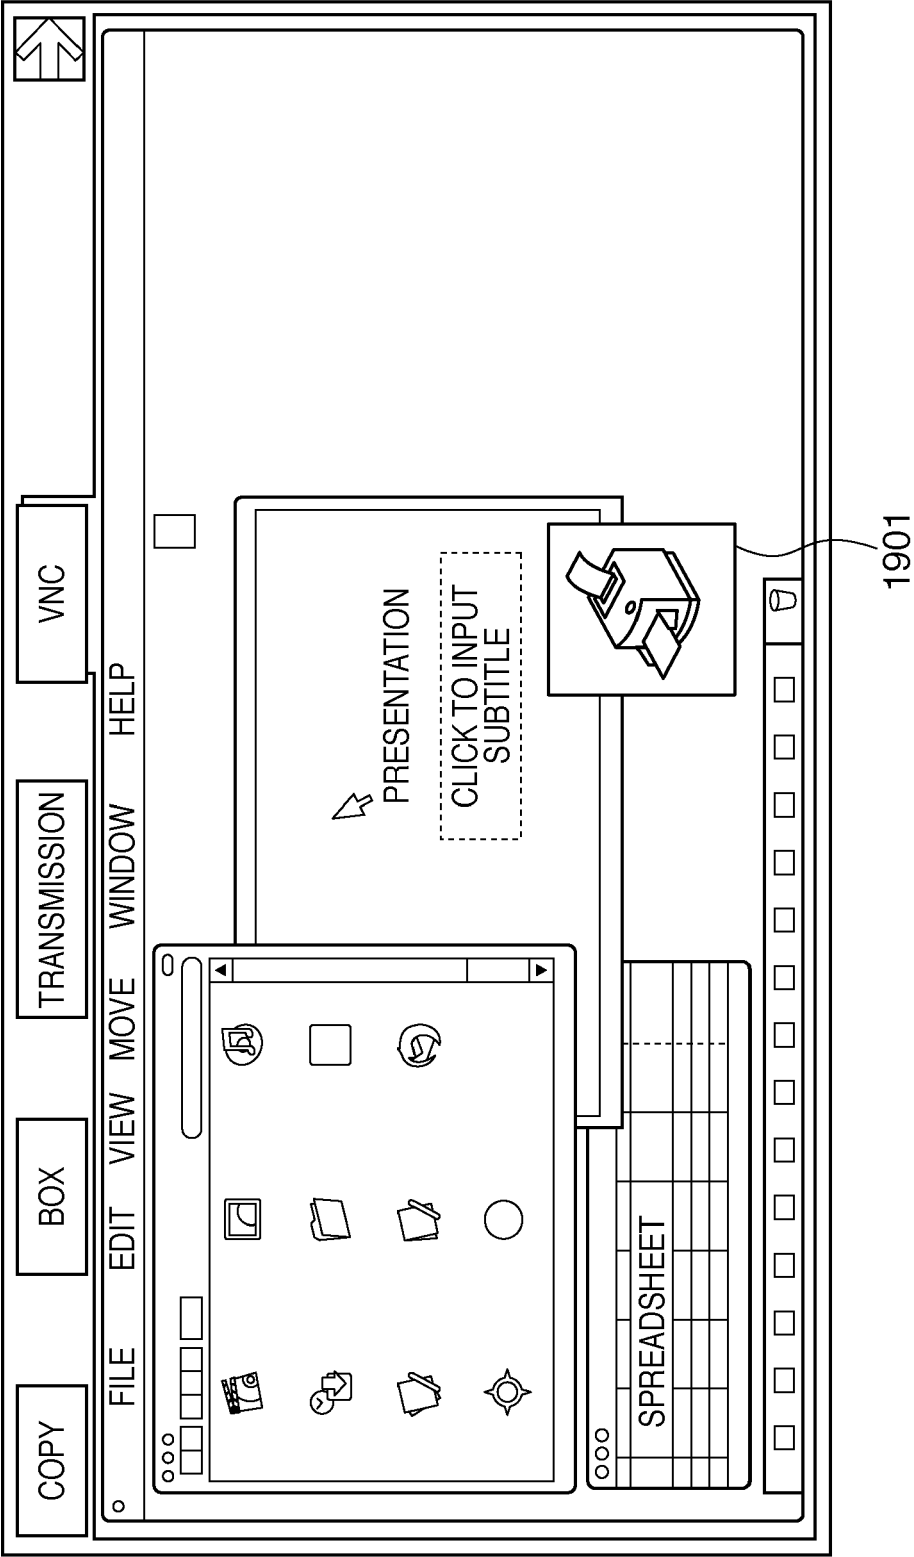 COPY
BOX
TRANSMISSION
VNC
FILE
EDIT
VIEW
MOVE
WINDOW
HELP
PRESENTATION
CLICK TO INPUT
SUBTITLE
SPREADSHEET
1901